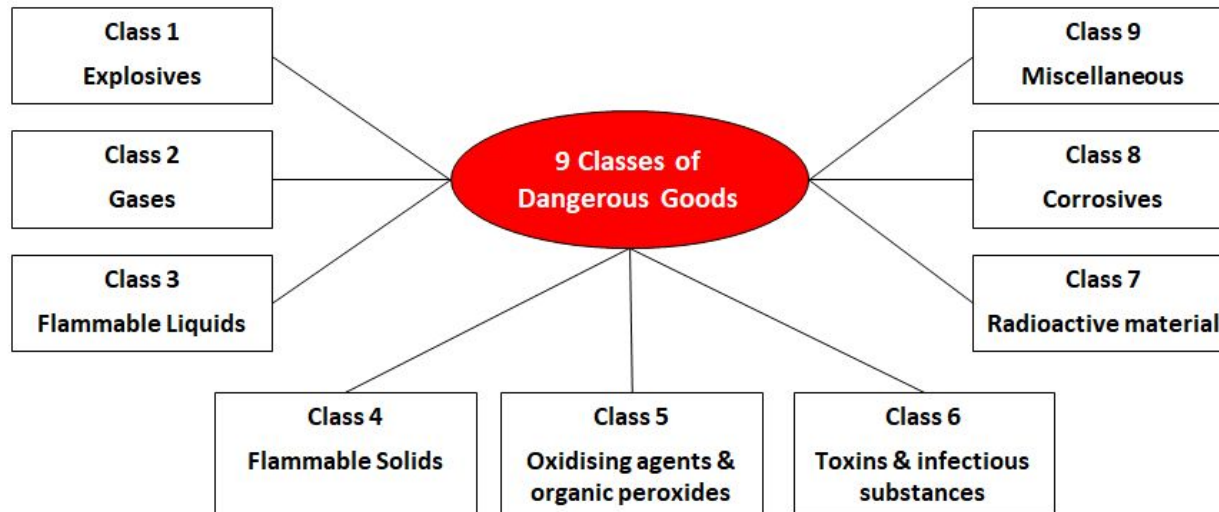 Class 1
Explosives
Class 2
Gases
Class 3
Flammable Liquids
9 Classes of
Dangerous Goods
Class 9
Miscellaneous
Class 8
Corrosives
Class 7
Radioactive material
Class 4
Flammable Solids
Class 5
Oxidising agents &
organic peroxides
Class 6
Toxins & infectious
substances